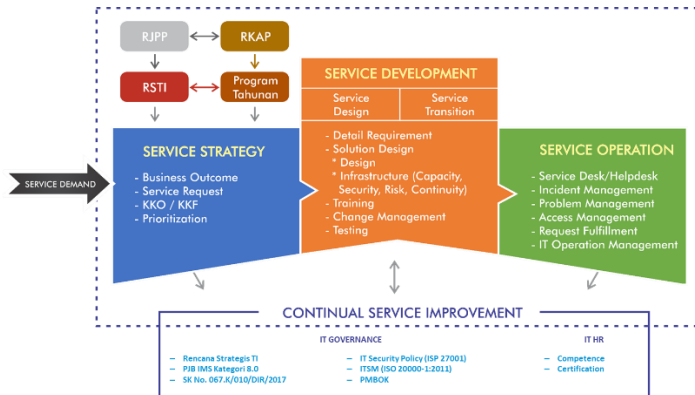 RJPP
RKAP
RSTI
Program
Tahunan
SERVICE DEMAND
SERVICE STRATEGY
- Business Outcome
- Service Request
- KKO / KKF
- Prioritization
SERVICE DEVELOPMENT
Service
Design
Service
Transition
- Detail Requirement
- Solution Design
* Design
* Infrastructure (Capacity,
Security, Risk, Continuity)
- Training
- Change Management
- Testing
SERVICE OPERATION
- Service Desk/Helpdesk
- Incident Management
- Problem Management
- Access Management
- Request Fulfillment
- IT Operation Management
CONTINUAL SERVICE IMPROVEMENT
IT GOVERNANCE
– Rencana Strategis TI
– PJB IMS Kategori 8.0
– SK No. 067.K/010/DIR/2017
– IT Security Policy (ISP 27001)
– ITSM (ISO 20000-1:2011)
– PMBOK
IT HR
– Competence
– Certification